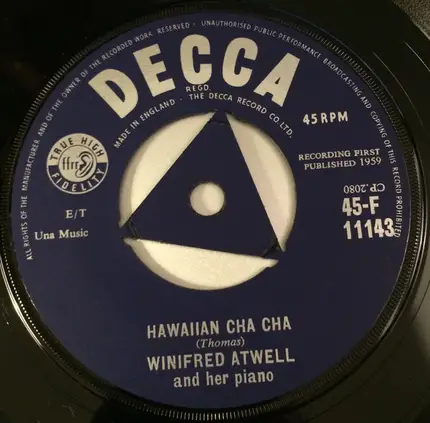 ALL RIGHTS OF THE MANUFACTURER AND OF THE OWNER OF THE RECORDED WORK RESERVED · UNAUTHORISED PUBLIC PERFORMANCE BROADCASTING AND COPYING OF THIS RECORD PROHIBITED
DECCA
REGD.
MADE IN ENGLAND · THE DECCA RECORD CO. LTD.
45 RPM
RECORDING FIRST
PUBLISHED 1959
CP.2080
TRUE HIGH
ffrr
FIDELITY
E/T
Una Music
45-F
11143
HAWAIIAN CHA CHA
(Thomas)
WINIFRED ATWELL
and her piano